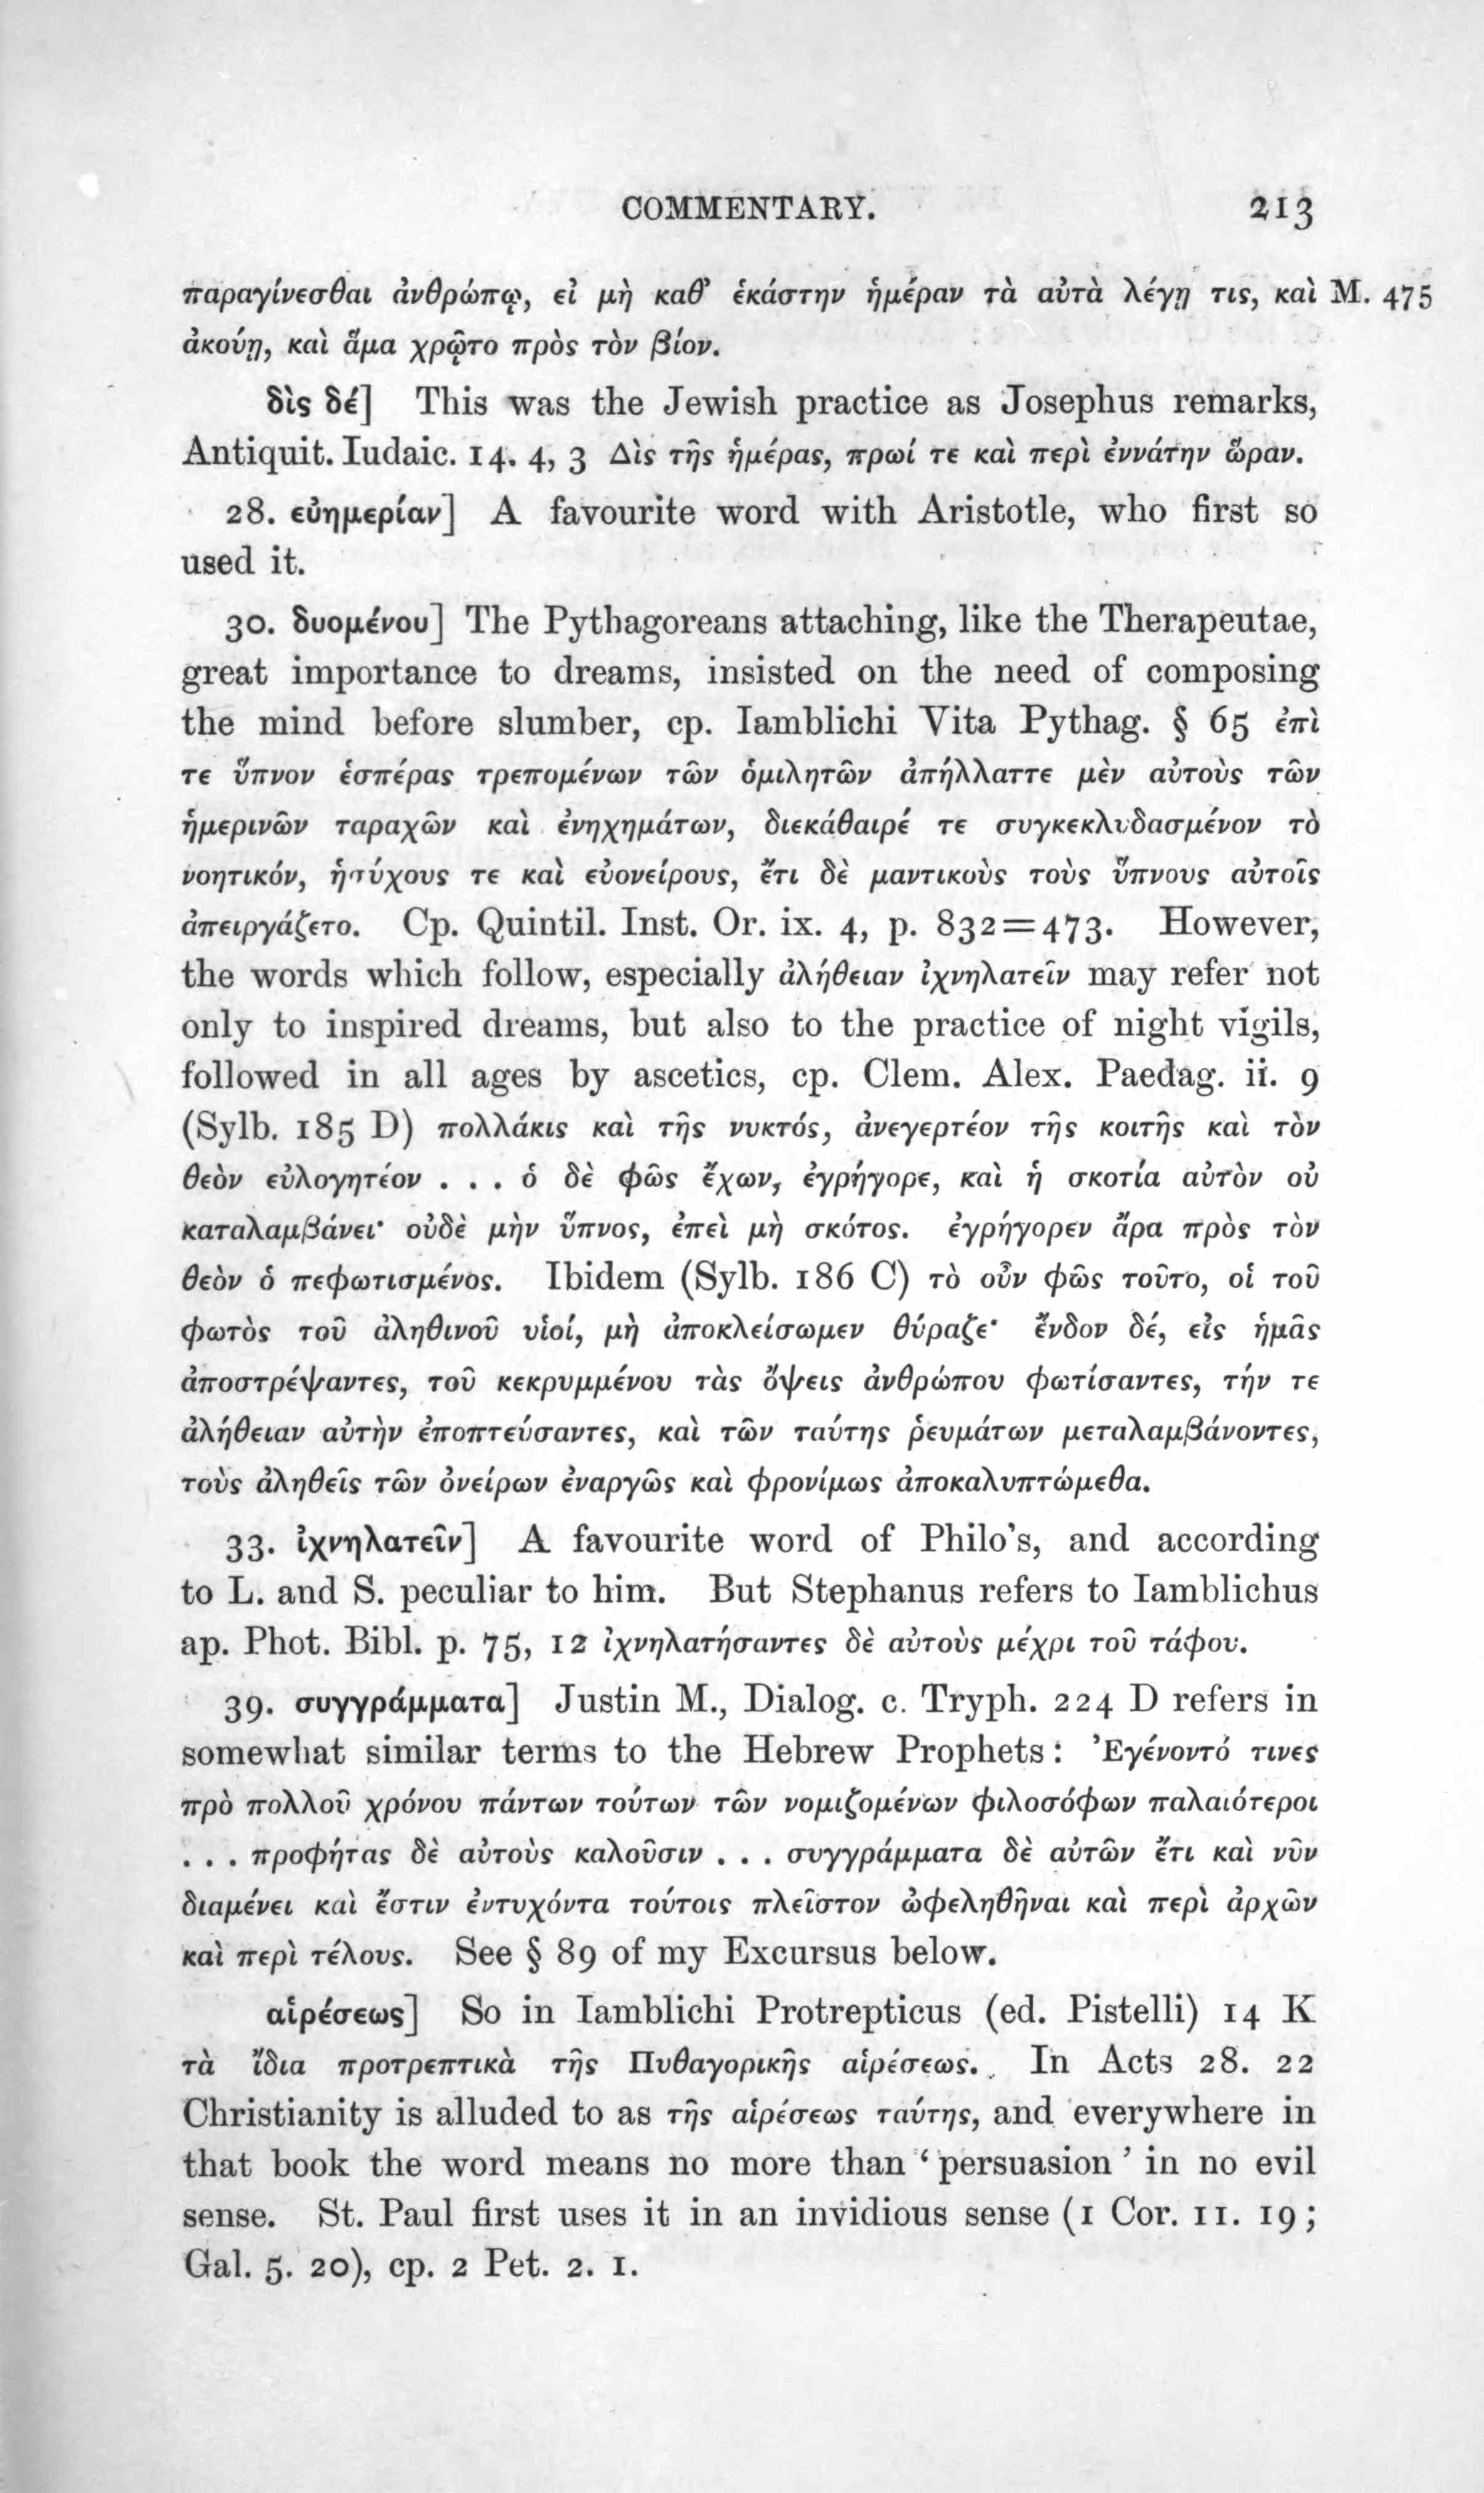 COMMENTARY. 213
παραγίνεσθαι ἀνθρώπῳ, εἰ μὴ καθ’ ἑκάστην ἡμέραν τὰ αὐτὰ λέγῃ τις, καὶ M. 475
ἀκούῃ, καὶ ἅμα χρῷτο πρὸς τὸν βίον.
δὶς δέ] This was the Jewish practice as Josephus remarks,
Antiquit. Iudaic. 14. 4, 3 Δὶς τῆς ἡμέρας, πρωί τε καὶ περὶ ἐννάτην ὥραν.
28. εὐημερίαν] A favourite word with Aristotle, who first so
used it.
30. δυομένου] The Pythagoreans attaching, like the Therapeutae,
great importance to dreams, insisted on the need of composing
the mind before slumber, cp. Iamblichi Vita Pythag. § 65 ἐπὶ
τε ὕπνον ἑσπέρας τρεπομένων τῶν ὁμιλητῶν ἀπήλλαττε μὲν αὐτοὺς τῶν
ἡμερινῶν ταραχῶν καὶ ἐνηχημάτων, διεκάθαιρέ τε συγκεκλυδασμένον τὸ
νοητικόν, ἡσύχους τε καὶ εὐονείρους, ἔτι δὲ μαντικοὺς τοὺς ὕπνους αὐτοῖς
ἀπειργάζετο. Cp. Quintil. Inst. Or. ix. 4, p. 832=473. However,
the words which follow, especially ἀλήθειαν ἰχνηλατεῖν may refer not
only to inspired dreams, but also to the practice of night vigils,
followed in all ages by ascetics, cp. Clem. Alex. Paedag. ii. 9
(Sylb. 185 D) πολλάκις καὶ τῆς νυκτός, ἀνεγερτέον τῆς κοιτῆς καὶ τὸν
θεὸν εὐλογητέον . . . ὁ δὲ φῶς ἔχων, ἐγρήγορε, καὶ ἡ σκοτία αὐτὸν οὐ
καταλαμβάνει· οὐδὲ μὴν ὕπνος, ἐπεὶ μὴ σκότος. ἐγρήγορεν ἄρα πρὸς τὸν
θεὸν ὁ πεφωτισμένος. Ibidem (Sylb. 186 C) τὸ οὖν φῶς τοῦτο, οἱ τοῦ
φωτὸς τοῦ ἀληθινοῦ υἱοί, μὴ ἀποκλείσωμεν θύραζε· ἔνδον δέ, εἰς ἡμᾶς
ἀποστρέψαντες, τοῦ κεκρυμμένου τὰς ὄψεις ἀνθρώπου φωτίσαντες, τήν τε
ἀλήθειαν αὐτὴν ἐποπτεύσαντες, καὶ τῶν ταύτης ῥευμάτων μεταλαμβάνοντες,
τοὺς ἀληθεῖς τῶν ὀνείρων ἐναργῶς καὶ φρονίμως ἀποκαλυπτώμεθα.
33. ἰχνηλατεῖν] A favourite word of Philo’s, and according
to L. and S. peculiar to him. But Stephanus refers to Iamblichus
ap. Phot. Bibl. p. 75, 12 ἰχνηλατήσαντες δὲ αὐτοὺς μέχρι τοῦ τάφου.
39. συγγράμματα] Justin M., Dialog. c. Tryph. 224 D refers in
somewhat similar terms to the Hebrew Prophets: Ἐγένοντό τινες
πρὸ πολλοῦ χρόνου πάντων τούτων τῶν νομιζομένων φιλοσόφων παλαιότεροι
. . . προφήτας δὲ αὐτοὺς καλοῦσιν . . . συγγράμματα δὲ αὐτῶν ἔτι καὶ νῦν
διαμένει καὶ ἔστιν ἐντυχόντα τούτοις πλεῖστον ὠφεληθῆναι καὶ περὶ ἀρχῶν
καὶ περὶ τέλους. See § 89 of my Excursus below.
αἱρέσεως] So in Iamblichi Protrepticus (ed. Pistelli) 14 K
τὰ ἴδια προτρεπτικὰ τῆς Πυθαγορικῆς αἱρέσεως. In Acts 28. 22
Christianity is alluded to as τῆς αἱρέσεως ταύτης, and everywhere in
that book the word means no more than ‘persuasion’ in no evil
sense. St. Paul first uses it in an invidious sense (1 Cor. 11. 19;
Gal. 5. 20), cp. 2 Pet. 2. 1.